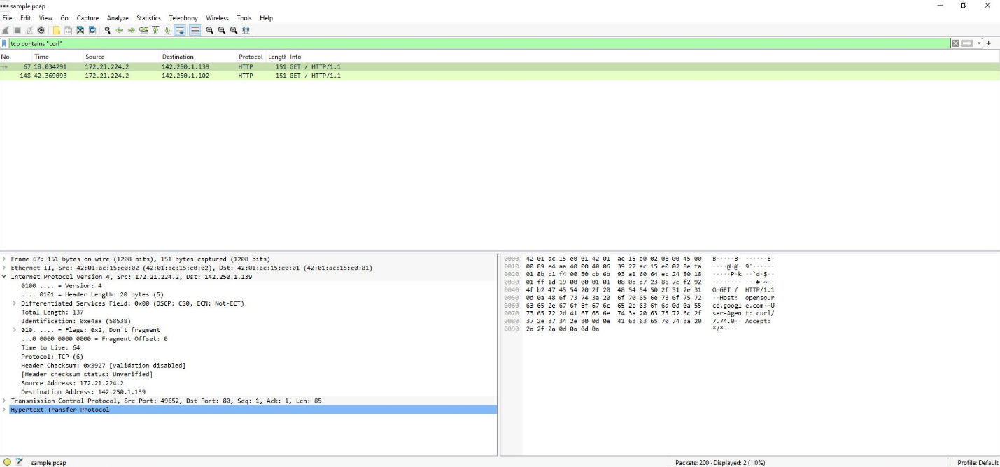 sample.pcap
File Edit View Go Capture Analyze Statistics Telephony Wireless Tools Help
tcp contains "curl"
No. Time Source Destination Protocol Length Info
67 18.034291 172.21.224.2 142.250.1.139 HTTP 151 GET / HTTP/1.1
148 42.369093 172.21.224.2 142.250.1.102 HTTP 151 GET / HTTP/1.1
Frame 67: 151 bytes on wire (1208 bits), 151 bytes captured (1208 bits)
Ethernet II, Src: 42:01:ac:15:e0:02 (42:01:ac:15:e0:02), Dst: 42:01:ac:15:e0:01 (42:01:ac:15:e0:01)
Internet Protocol Version 4, Src: 172.21.224.2, Dst: 142.250.1.139
0100 .... = Version: 4
.... 0101 = Header Length: 20 bytes (5)
Differentiated Services Field: 0x00 (DSCP: CS0, ECN: Not-ECT)
Total Length: 137
Identification: 0xe4aa (58538)
010. .... = Flags: 0x2, Don't fragment
...0 0000 0000 0000 = Fragment Offset: 0
Time to Live: 64
Protocol: TCP (6)
Header Checksum: 0x3927 [validation disabled]
[Header checksum status: Unverified]
Source Address: 172.21.224.2
Destination Address: 142.250.1.139
Transmission Control Protocol, Src Port: 49652, Dst Port: 80, Seq: 1, Ack: 1, Len: 85
Hypertext Transfer Protocol
0000 42 01 ac 15 e0 01 42 01 ac 15 e0 02 08 00 45 00 B·····B· ······E·
0010 00 89 e4 aa 40 00 40 06 39 27 ac 15 e0 02 8e fa ····@·@· 9'······
0020 01 8b c1 f4 00 50 cb 6b 93 a1 60 64 ec 24 80 18 ·····P·k ··`d·$··
0030 01 ff 1d 19 00 00 01 01 08 0a a7 23 85 7e f2 92 ········ ···#·~··
0040 4f b2 47 45 54 20 2f 20 48 54 54 50 2f 31 2e 31 O·GET / HTTP/1.1
0050 0d 0a 48 6f 73 74 3a 20 6f 70 65 6e 73 6f 75 72 ··Host: opensour
0060 63 65 2e 67 6f 6f 67 6c 65 2e 63 6f 6d 0d 0a 55 ce.googl e.com··U
0070 73 65 72 2d 41 67 65 6e 74 3a 20 63 75 72 6c 2f ser-Agen t: curl/
0080 37 2e 37 34 2e 30 0d 0a 41 63 63 65 70 74 3a 20 7.74.0·· Accept:
0090 2a 2f 2a 0d 0a 0d 0a */*····
sample.pcap
Packets: 200 · Displayed: 2 (1.0%)
Profile: Default